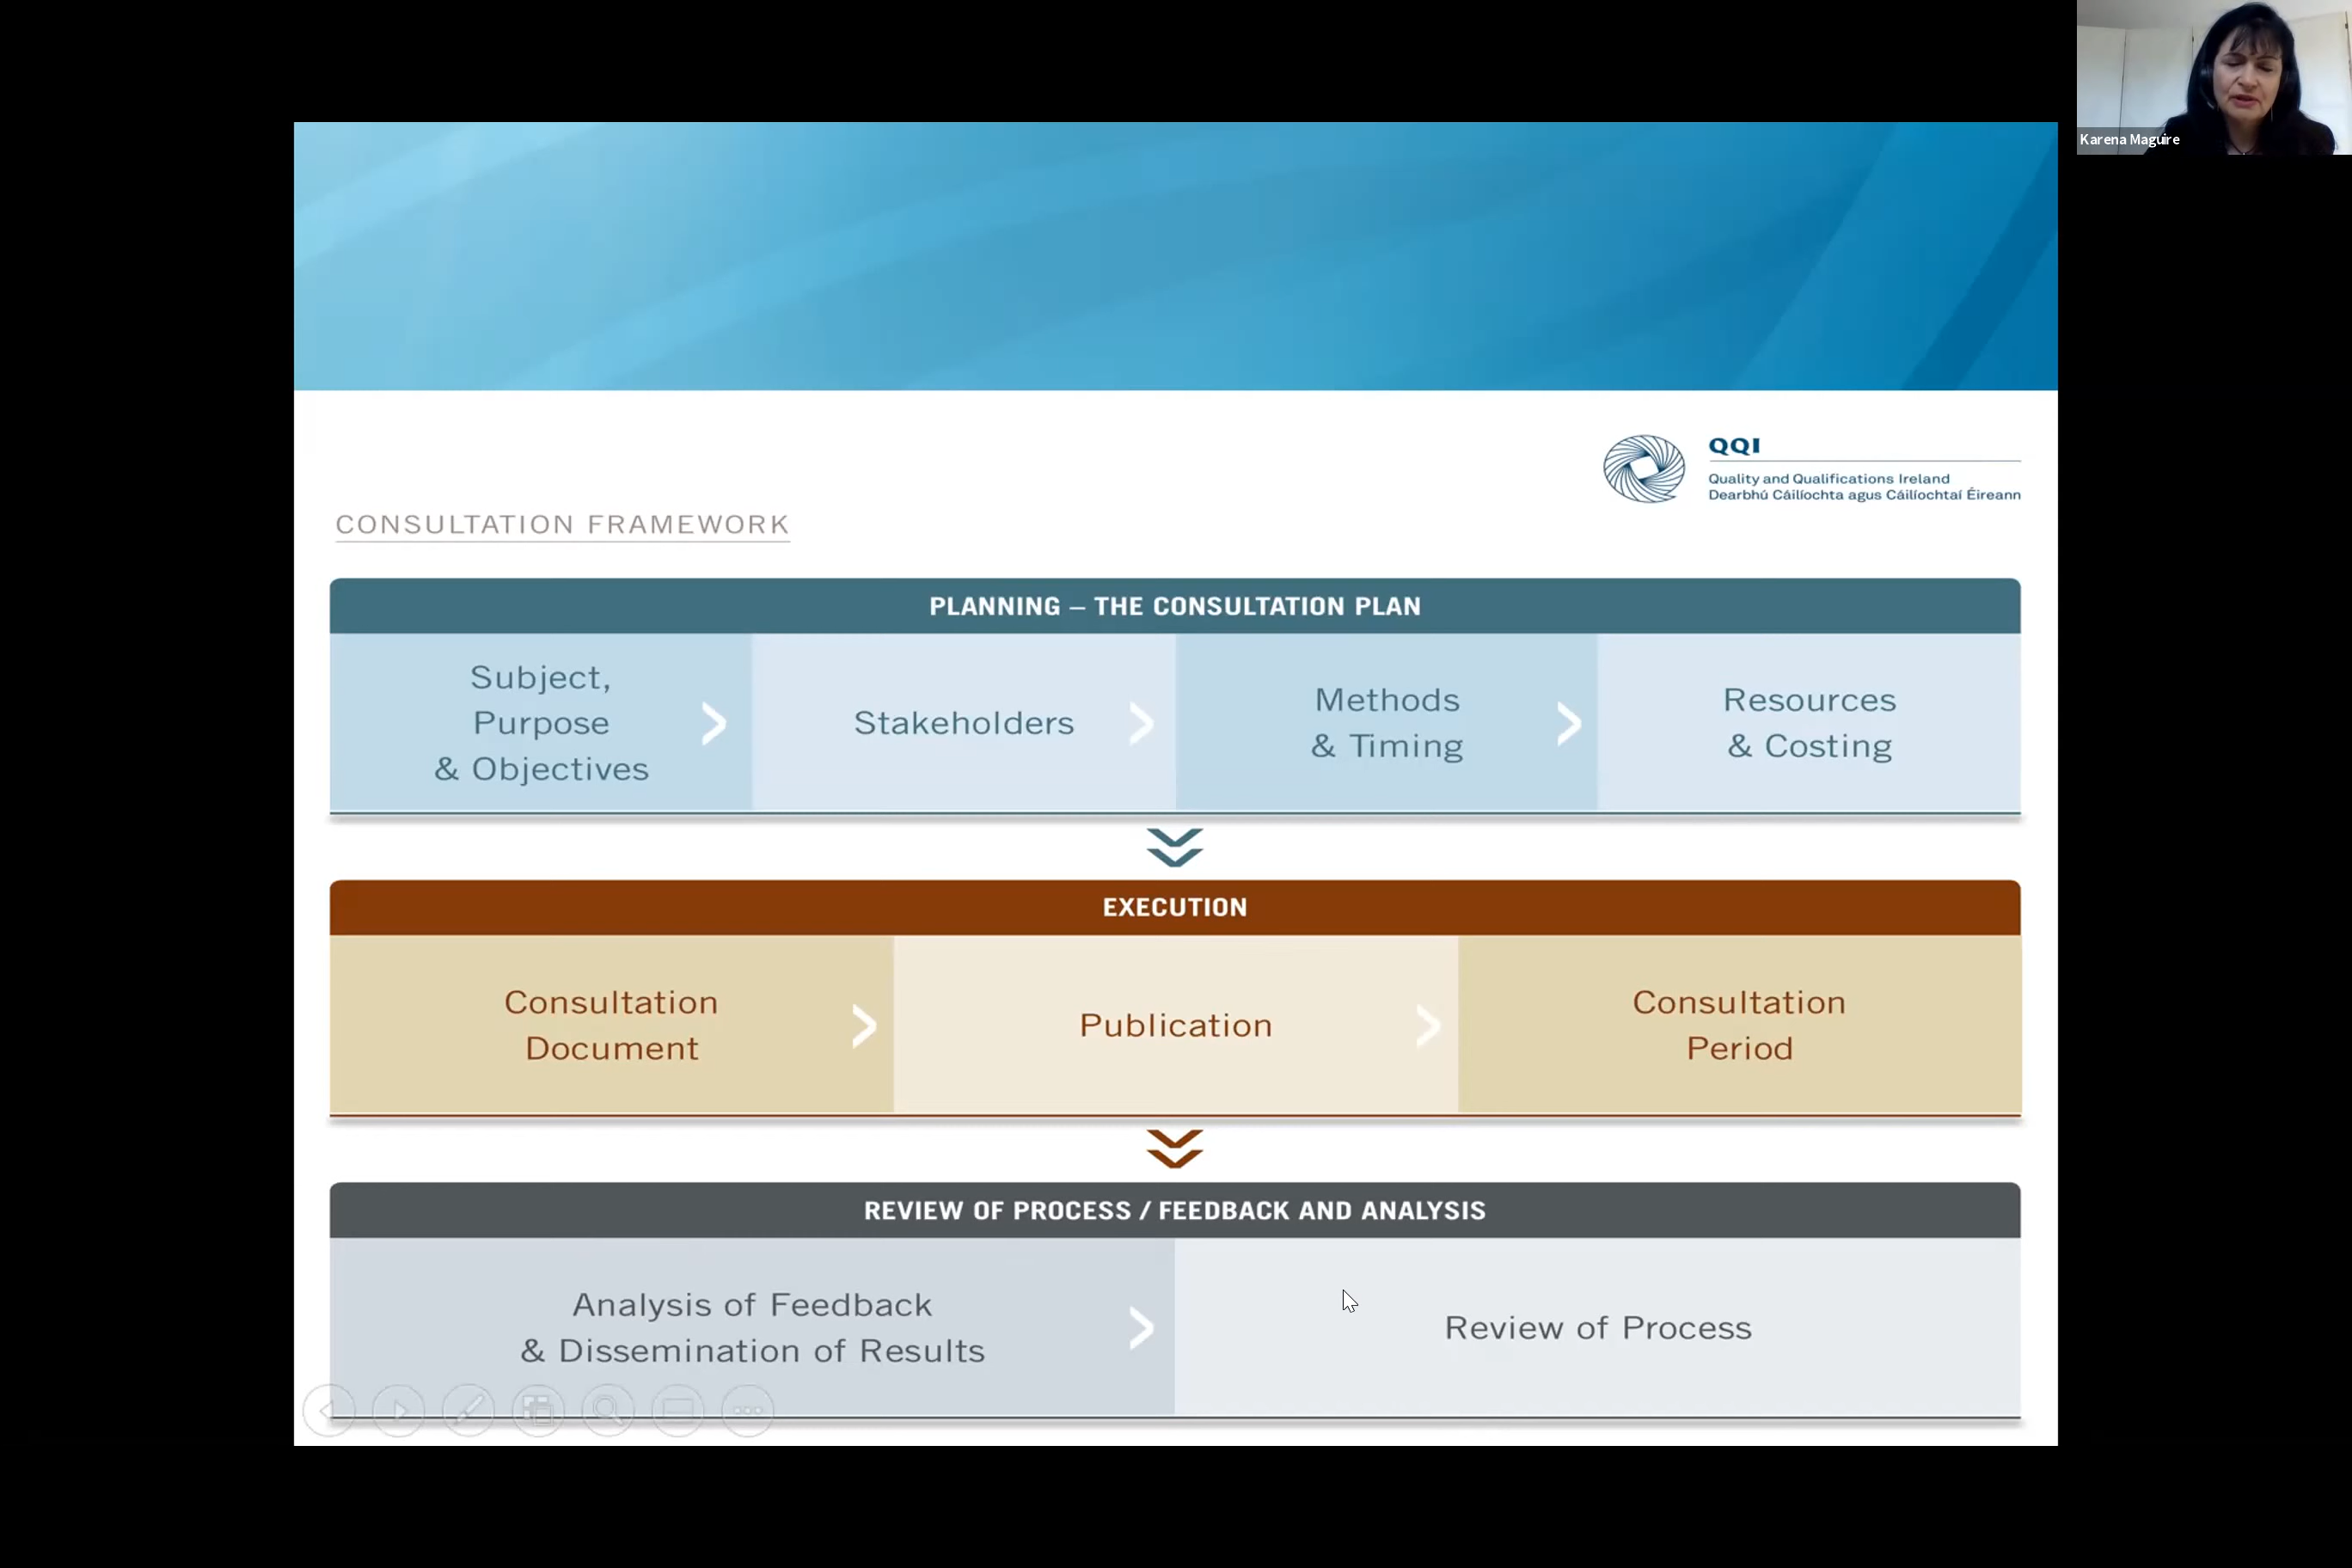 Karena Maguire
QQI
Quality and Qualifications Ireland
Dearbhú Cáilíochta agus Cáilíochtaí Éireann
CONSULTATION FRAMEWORK
PLANNING – THE CONSULTATION PLAN
Subject,
Purpose
& Objectives
Stakeholders
Methods
& Timing
Resources
& Costing
EXECUTION
Consultation
Document
Publication
Consultation
Period
REVIEW OF PROCESS / FEEDBACK AND ANALYSIS
Analysis of Feedback
& Dissemination of Results
Review of Process